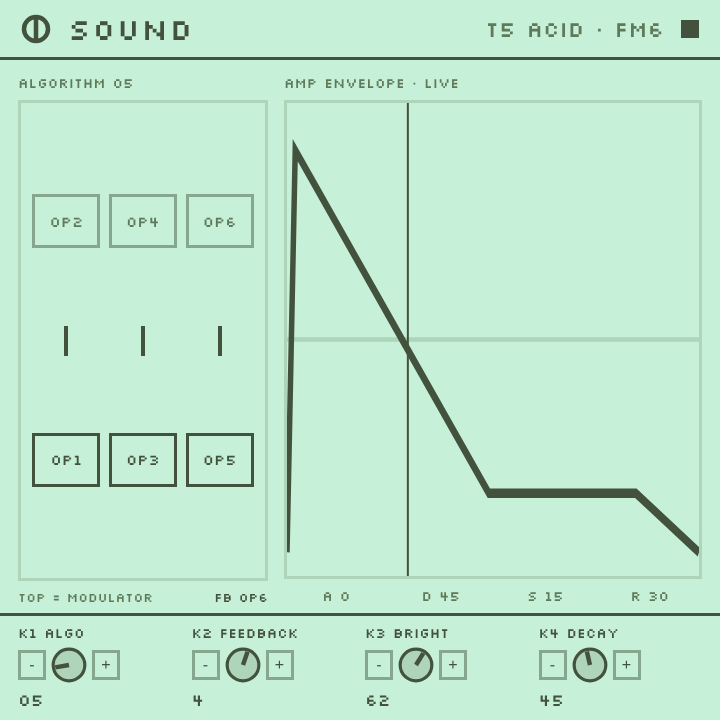 SOUND
T5 ACID · FM6
ALGORITHM 05
AMP ENVELOPE · LIVE
OP2 OP4 OP6
OP1 OP3 OP5
TOP = MODULATOR FB OP6
A 0 D 45 S 15 R 30
K1 ALGO K2 FEEDBACK K3 BRIGHT K4 DECAY
- + - + - + - +
05 4 62 45